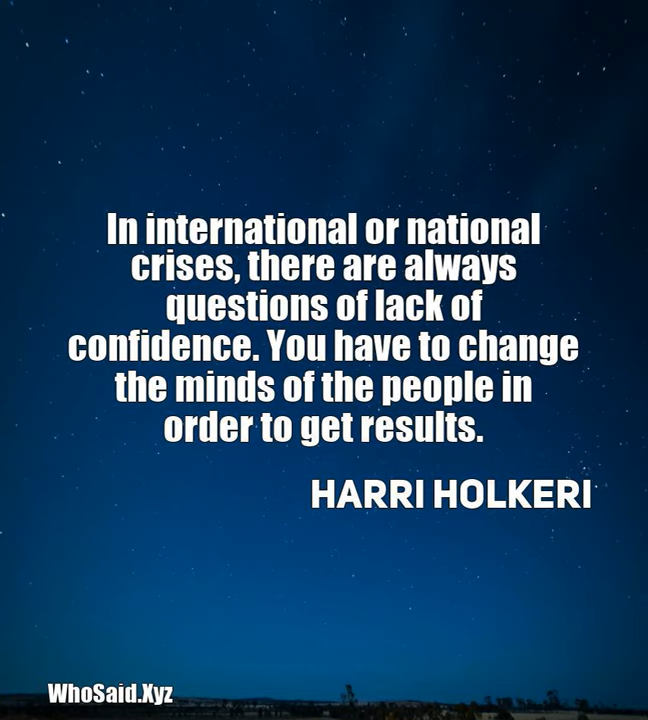 In international or national
crises, there are always
questions of lack of
confidence. You have to change
the minds of the people in
order to get results.
HARRI HOLKERI
WhoSaid.Xyz